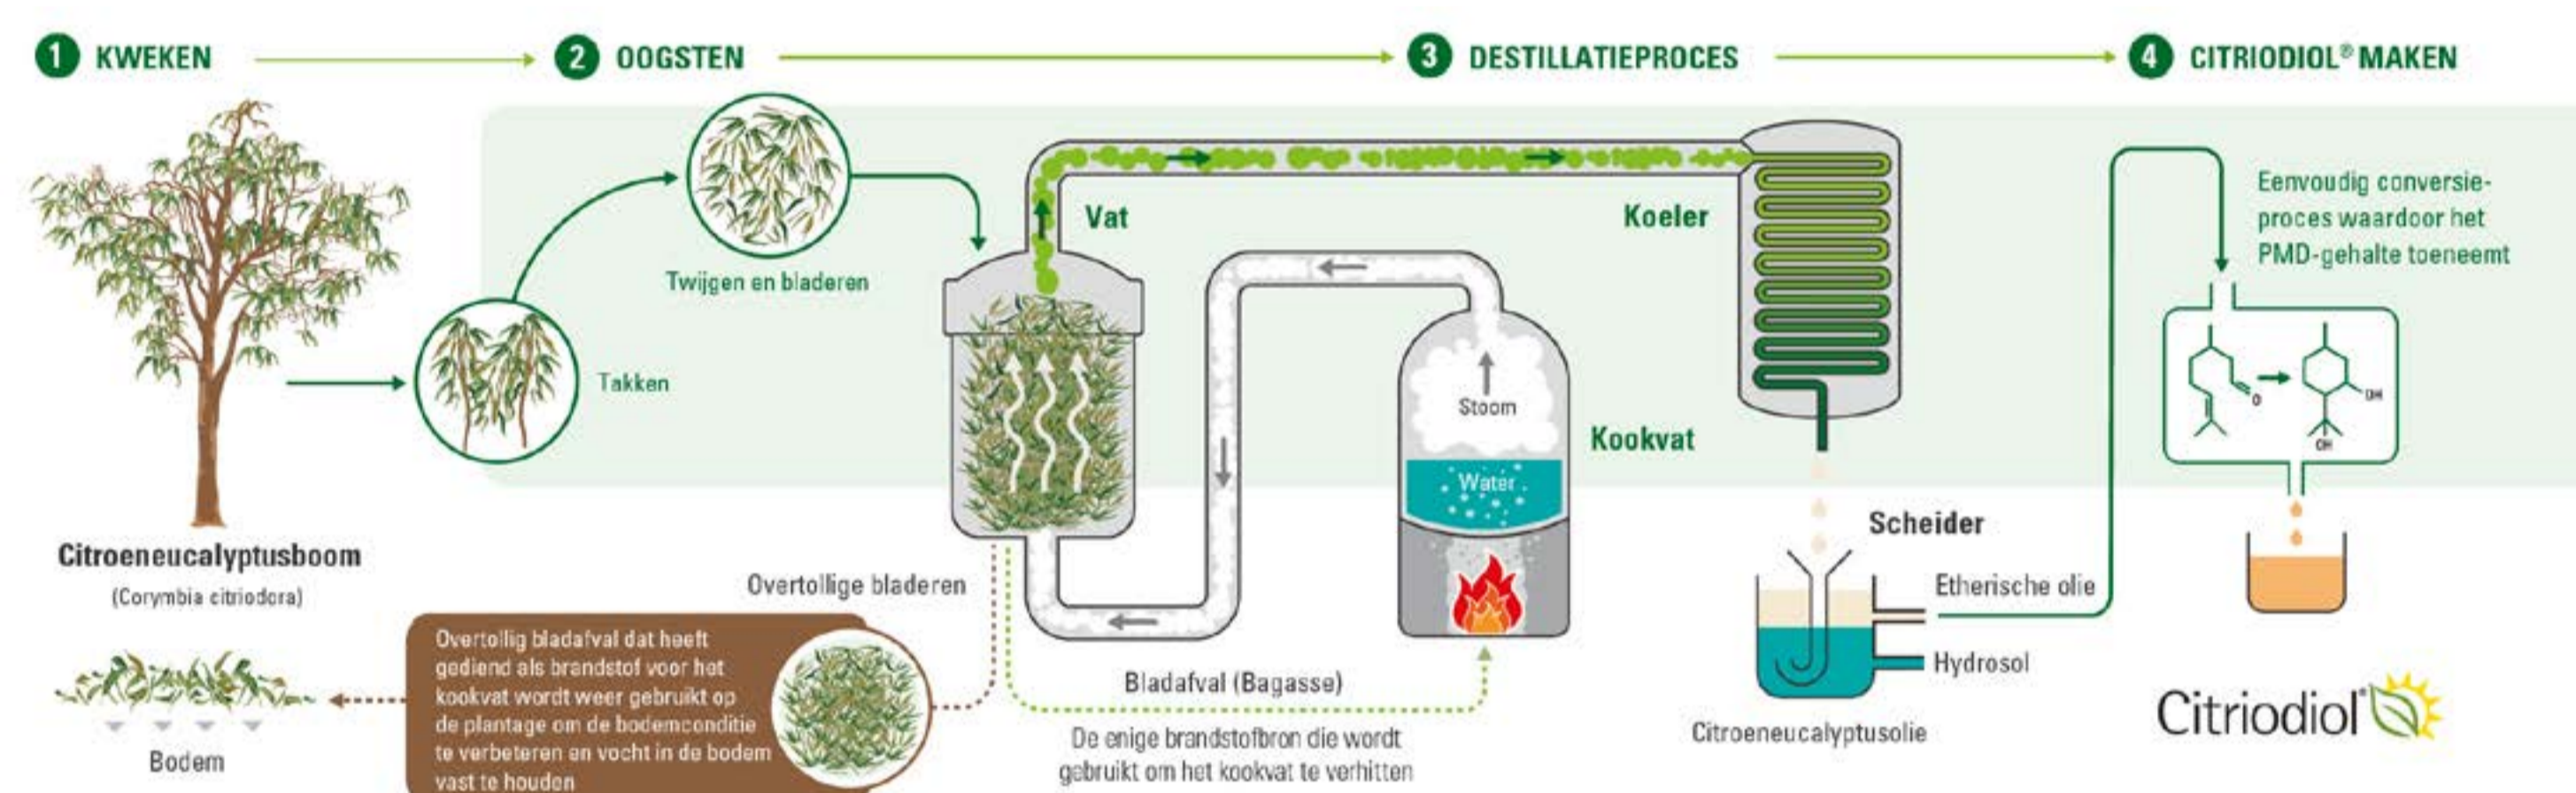 1 KWEKEN
2 OOGSTEN
3 DESTILLATIEPROCES
4 CITRIODIOL® MAKEN
Citroeneucalyptusboom
(Corymbia citriodora)
Takken
Twijgen en bladeren
Vat
Koeler
Stoom
Water
Kookvat
Eenvoudig conversie-
proces waardoor het
PMD-gehalte toeneemt
O
OH
OH
Scheider
Etherische olie
Hydrosol
Citroeneucalyptusolie
Overtollige bladeren
Overtollig bladafval dat heeft
gediend als brandstof voor het
kookvat wordt weer gebruikt op
de plantage om de bodemconditie
te verbeteren en vocht in de bodem
vast te houden
Bodem
Bladafval (Bagasse)
De enige brandstofbron die wordt
gebruikt om het kookvat te verhitten
Citriodiol®